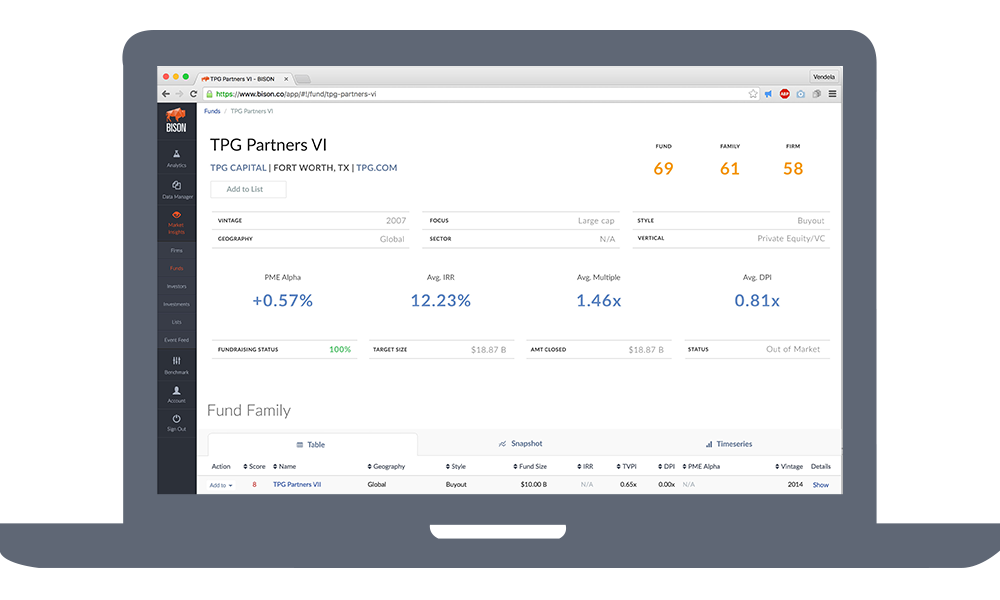 TPG Partners VI - BISON
Vendela
https://www.bison.co/app/#!/fund/tpg-partners-vi
ABP
BISON
Analytics
Data Manager
Market
Insights
Firms
Funds
Investors
Investments
Lists
Event Feed
Benchmark
Account
Sign Out
Funds / TPG Partners VI
TPG Partners VI
TPG CAPITAL | FORT WORTH, TX | TPG.COM
Add to List
FUND FAMILY FIRM
69 61 58
VINTAGE 2007 FOCUS Large cap STYLE Buyout
GEOGRAPHY Global SECTOR N/A VERTICAL Private Equity/VC
PME Alpha Avg. IRR Avg. Multiple Avg. DPI
+0.57% 12.23% 1.46x 0.81x
FUNDRAISING STATUS 100% TARGET SIZE $18.87 B AMT CLOSED $18.87 B STATUS Out of Market
Fund Family
Table Snapshot Timeseries
Action Score Name Geography Style Fund Size IRR TVPI DPI PME Alpha Vintage Details
Add to 8 TPG Partners VII Global Buyout $10.00 B N/A 0.65x 0.00x N/A 2014 Show